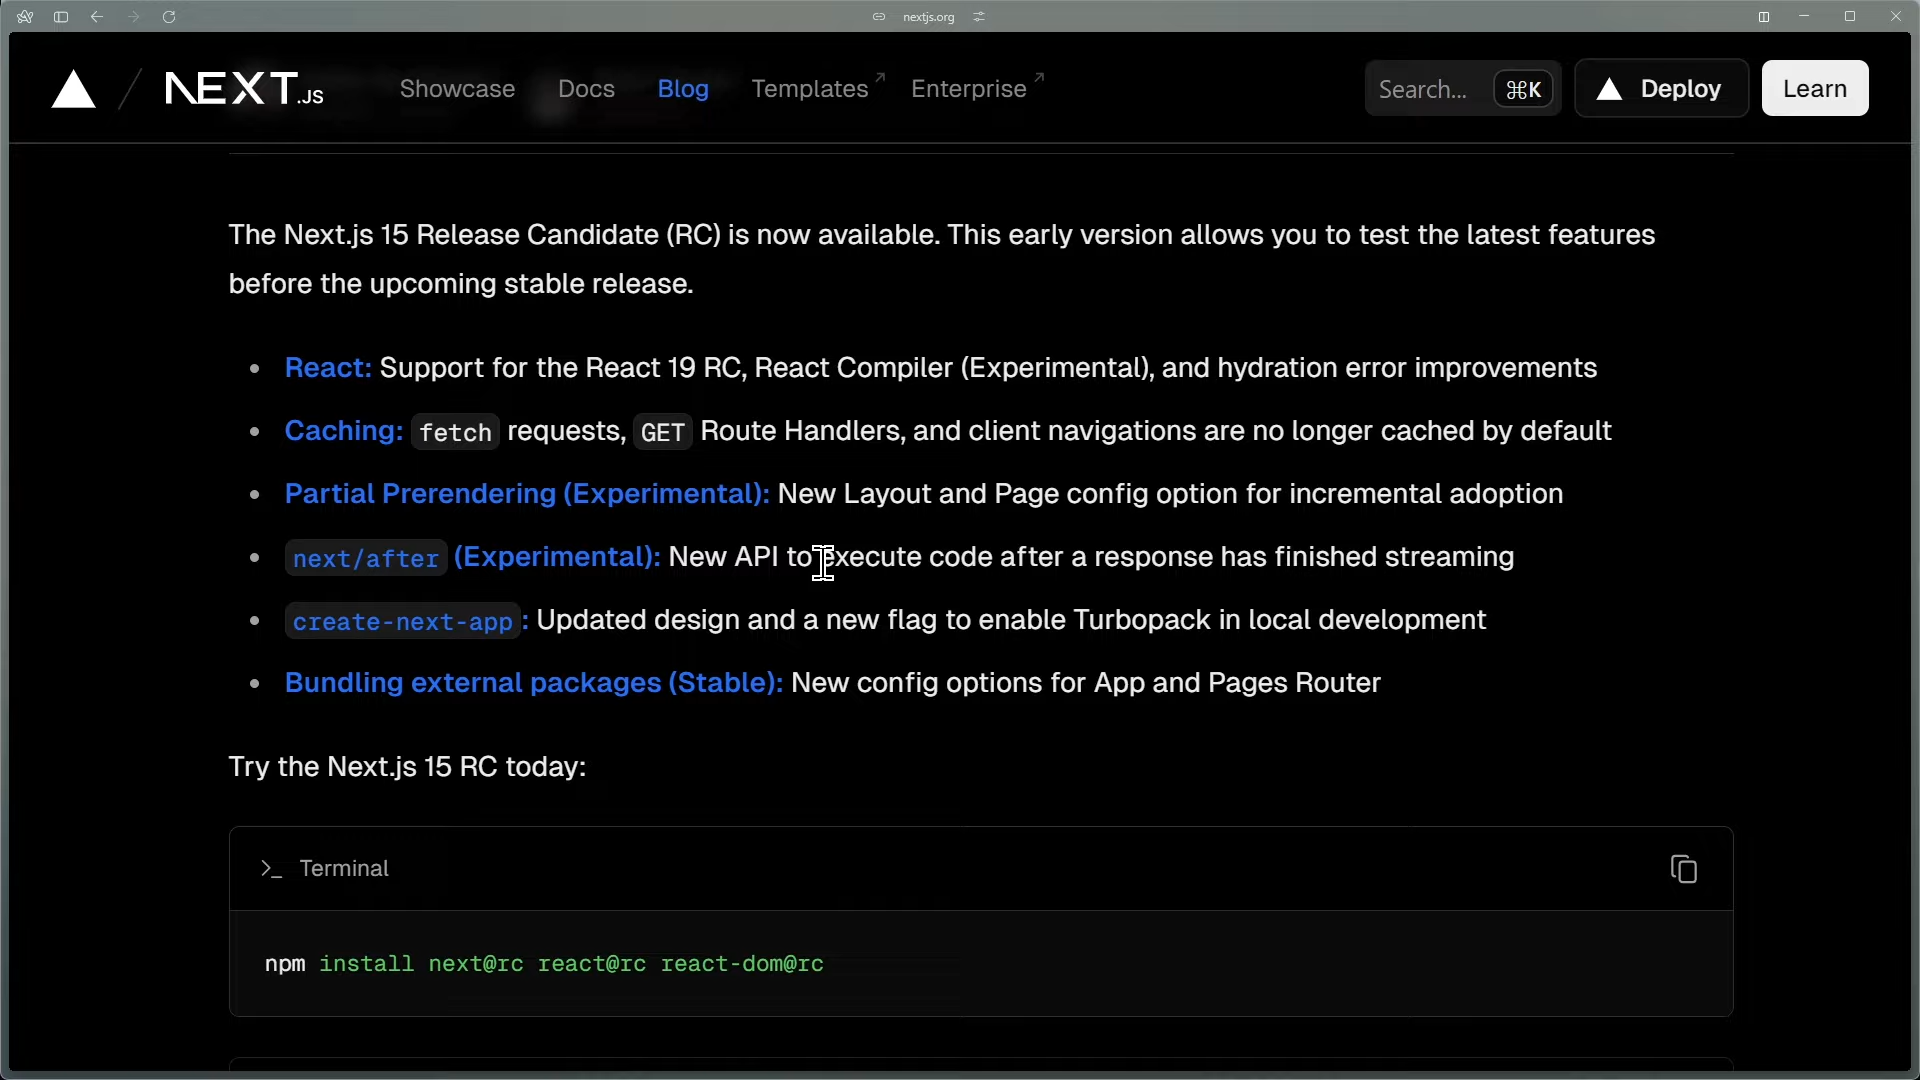 nextjs.org
NEXT.JS
Showcase
Docs
Blog
Templates
Enterprise
Search...
⌘K
Deploy
Learn
The Next.js 15 Release Candidate (RC) is now available. This early version allows you to test the latest features
before the upcoming stable release.
React: Support for the React 19 RC, React Compiler (Experimental), and hydration error improvements
Caching: fetch requests, GET Route Handlers, and client navigations are no longer cached by default
Partial Prerendering (Experimental): New Layout and Page config option for incremental adoption
next/after (Experimental): New API to execute code after a response has finished streaming
create-next-app: Updated design and a new flag to enable Turbopack in local development
Bundling external packages (Stable): New config options for App and Pages Router
Try the Next.js 15 RC today:
Terminal
npm install next@rc react@rc react-dom@rc